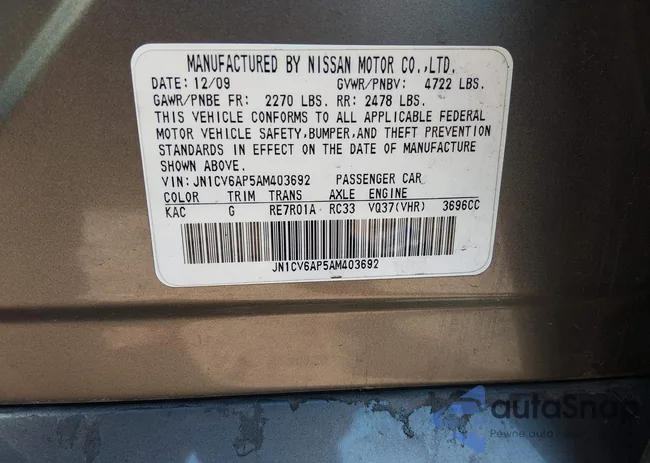 MANUFACTURED BY NISSAN MOTOR CO.,LTD.
DATE: 12/09 GVWR/PNBV: 4722 LBS.
GAWR/PNBE FR: 2270 LBS. RR: 2478 LBS.
THIS VEHICLE CONFORMS TO ALL APPLICABLE FEDERAL
MOTOR VEHICLE SAFETY,BUMPER,AND THEFT PREVENTION
STANDARDS IN EFFECT ON THE DATE OF MANUFACTURE
SHOWN ABOVE.
VIN: JN1CV6AP5AM403692 PASSENGER CAR
COLOR TRIM TRANS AXLE ENGINE
KAC G RE7R01A RC33 VQ37(VHR) 3696CC
JN1CV6AP5AM403692
autoSnap
Pewne auto